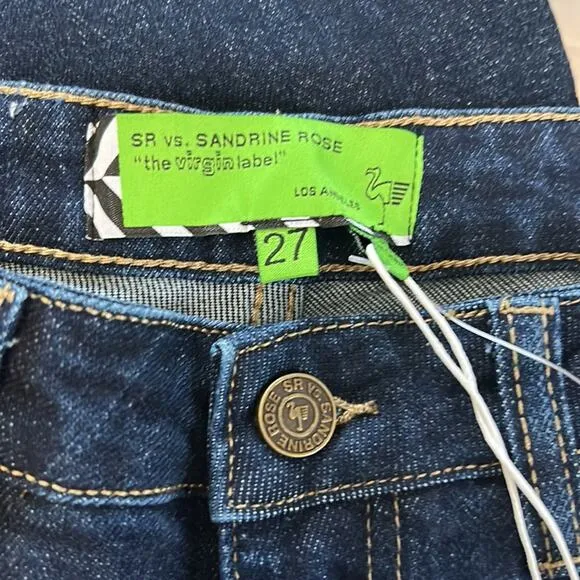 SR vs. SANDRINE ROSE
"the virgin label"
LOS ANGELES
27
SR VS. SANDRINE ROSE